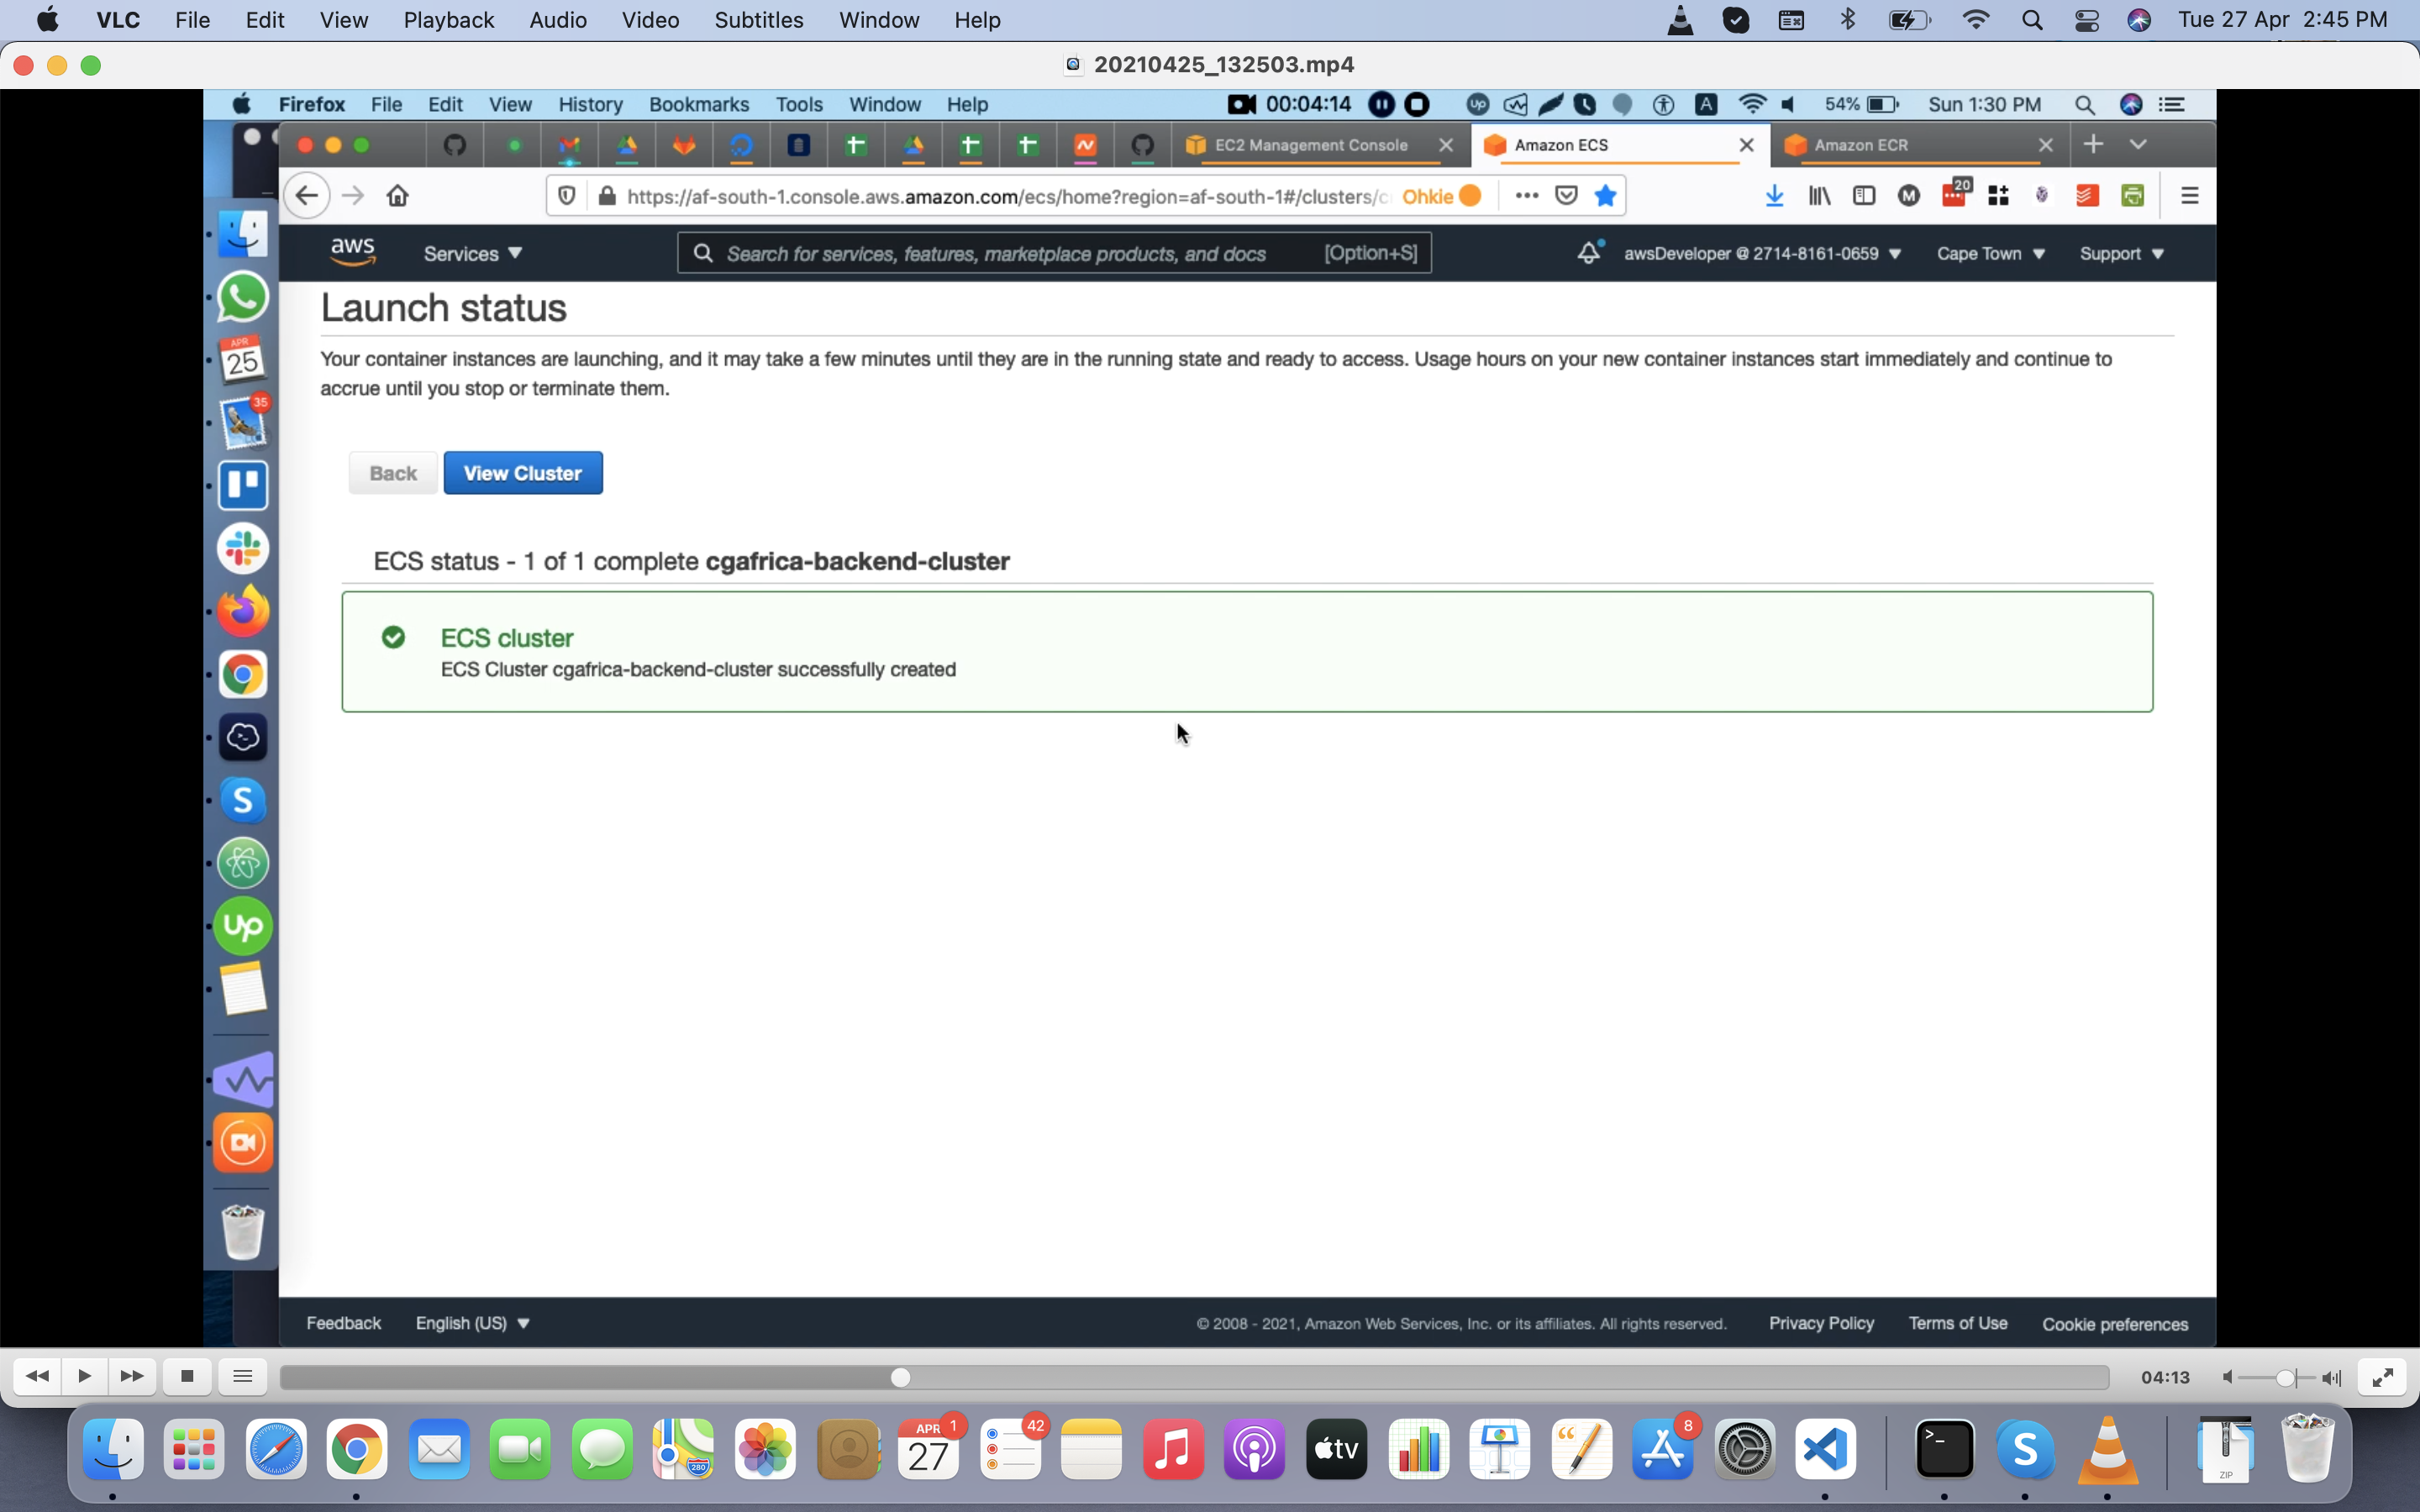 VLC File Edit View Playback Audio Video Subtitles Window Help Tue 27 Apr 2:45 PM
20210425_132503.mp4
Firefox File Edit View History Bookmarks Tools Window Help 00:04:14 up A 54% Sun 1:30 PM
EC2 Management Console Amazon ECS Amazon ECR
https://af-south-1.console.aws.amazon.com/ecs/home?region=af-south-1#/clusters/c Ohkie M 20
aws Services Search for services, features, marketplace products, and docs [Option+S] awsDeveloper @ 2714-8161-0659 Cape Town Support
Launch status
Your container instances are launching, and it may take a few minutes until they are in the running state and ready to access. Usage hours on your new container instances start immediately and continue to
accrue until you stop or terminate them.
APR
25
35
Back View Cluster
ECS status - 1 of 1 complete cgafrica-backend-cluster
ECS cluster
ECS Cluster cgafrica-backend-cluster successfully created
S
up
Feedback English (US) © 2008 - 2021, Amazon Web Services, Inc. or its affiliates. All rights reserved. Privacy Policy Terms of Use Cookie preferences
04:13
280 APR 27 1 42 tv 8 >_ S ZIP